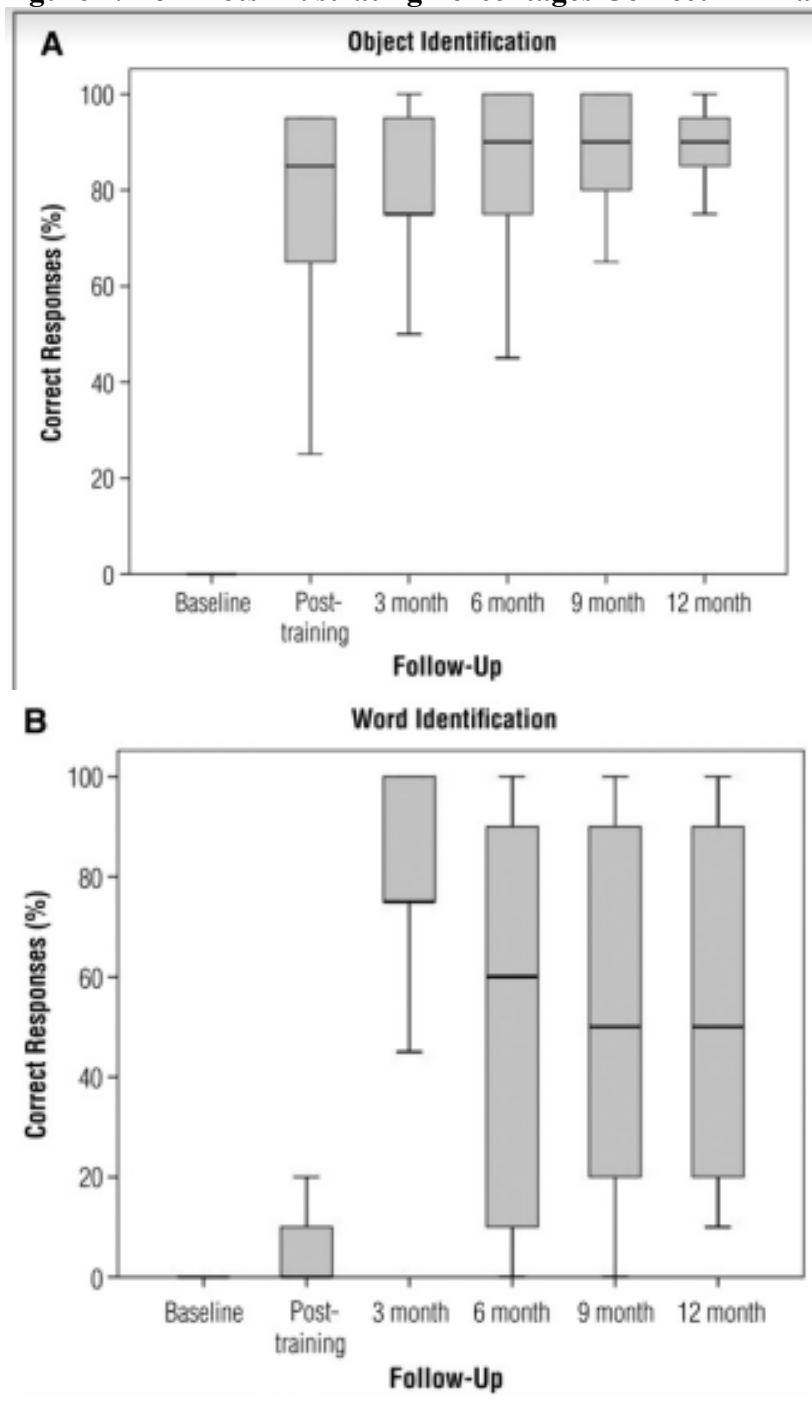 A
Object Identification
Correct Responses (%)
100
80
60
40
20
0
Baseline
Post-
training
3 month
6 month
9 month
12 month
Follow-Up
B
Word Identification
Correct Responses (%)
100
80
60
40
20
0
Baseline
Post-
training
3 month
6 month
9 month
12 month
Follow-Up